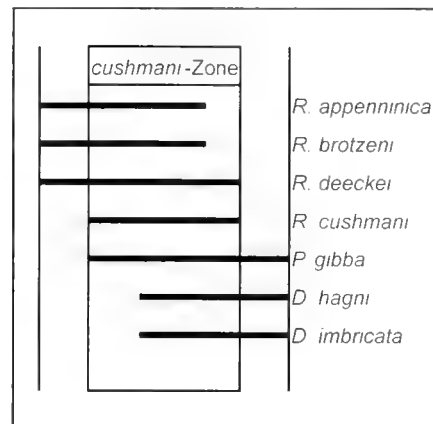 cushmani-Zone
R. appenninica
R. brotzeni
R. deeckei
R cushmani
P gibba
D hagni
D imbricata